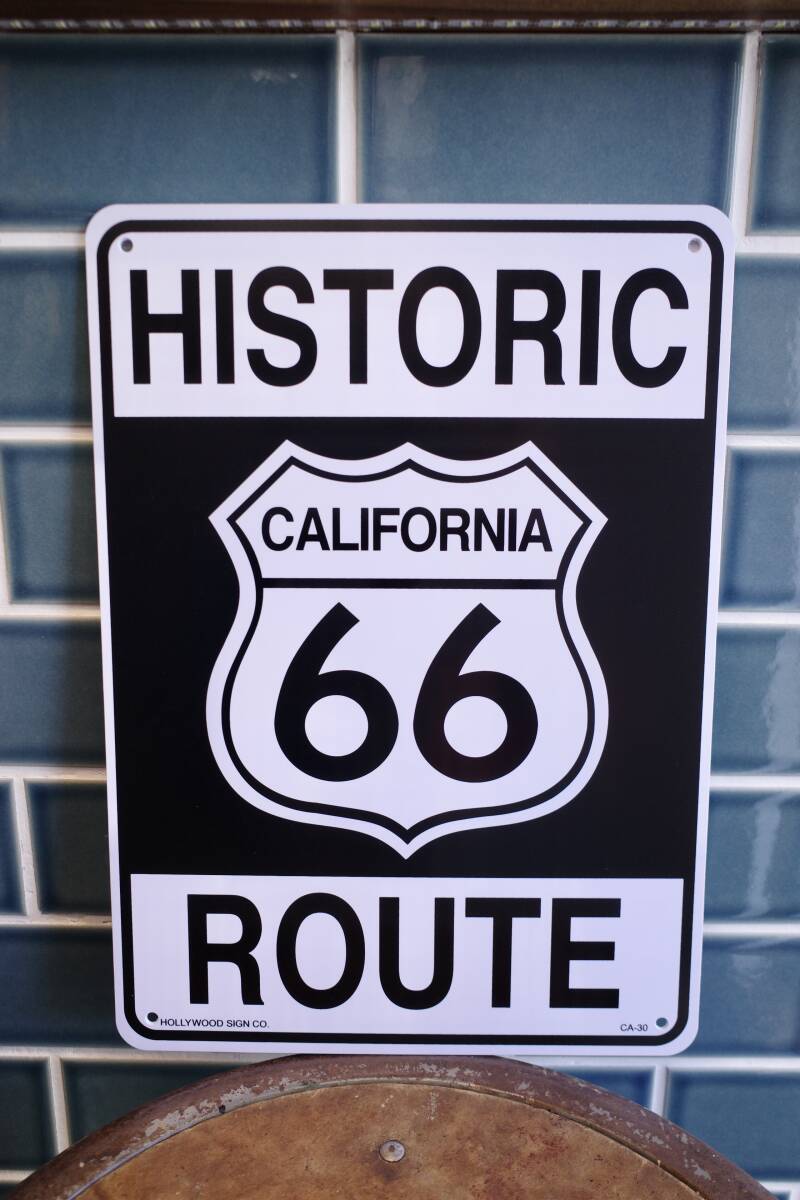 HISTORIC
CALIFORNIA
66
ROUTE
HOLLYWOOD SIGN CO. CA-30